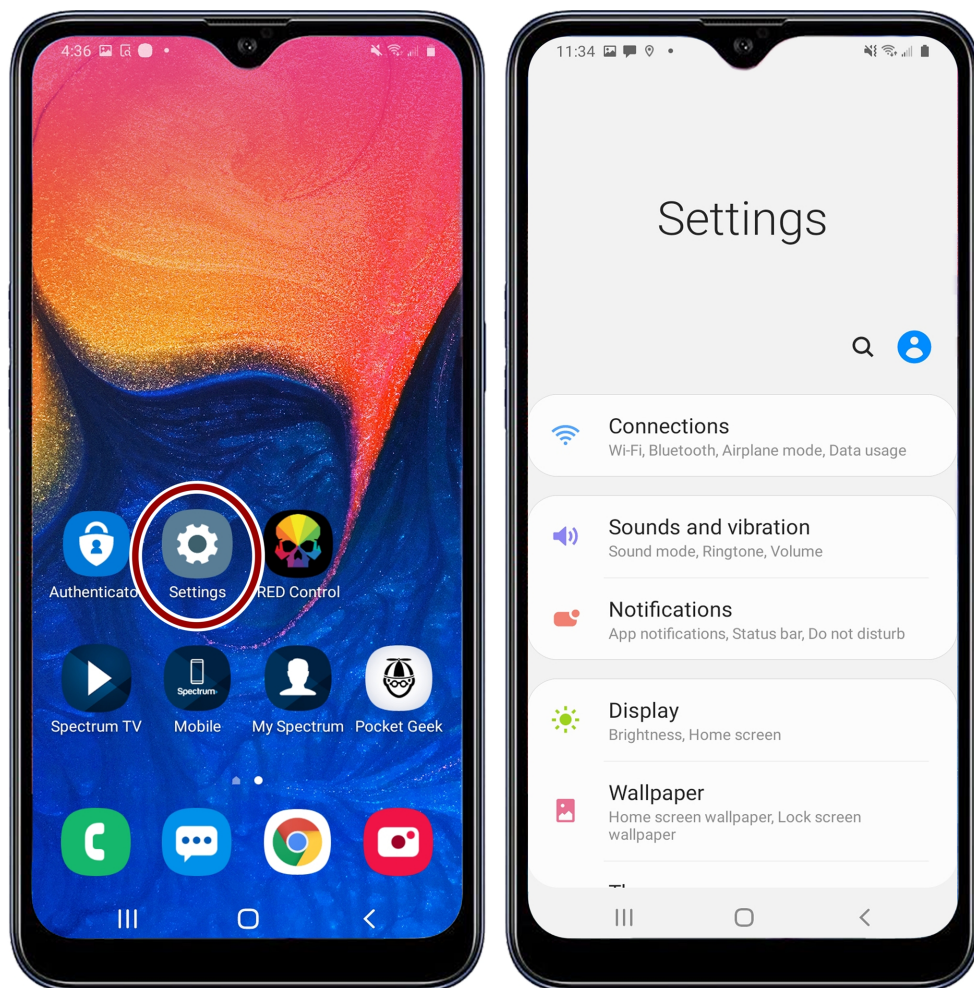 4:36
Authenticato
Settings
RED Control
Spectrum
Spectrum TV
Mobile
My Spectrum
Pocket Geek
11:34
Settings
Connections
Wi-Fi, Bluetooth, Airplane mode, Data usage
Sounds and vibration
Sound mode, Ringtone, Volume
Notifications
App notifications, Status bar, Do not disturb
Display
Brightness, Home screen
Wallpaper
Home screen wallpaper, Lock screen
wallpaper